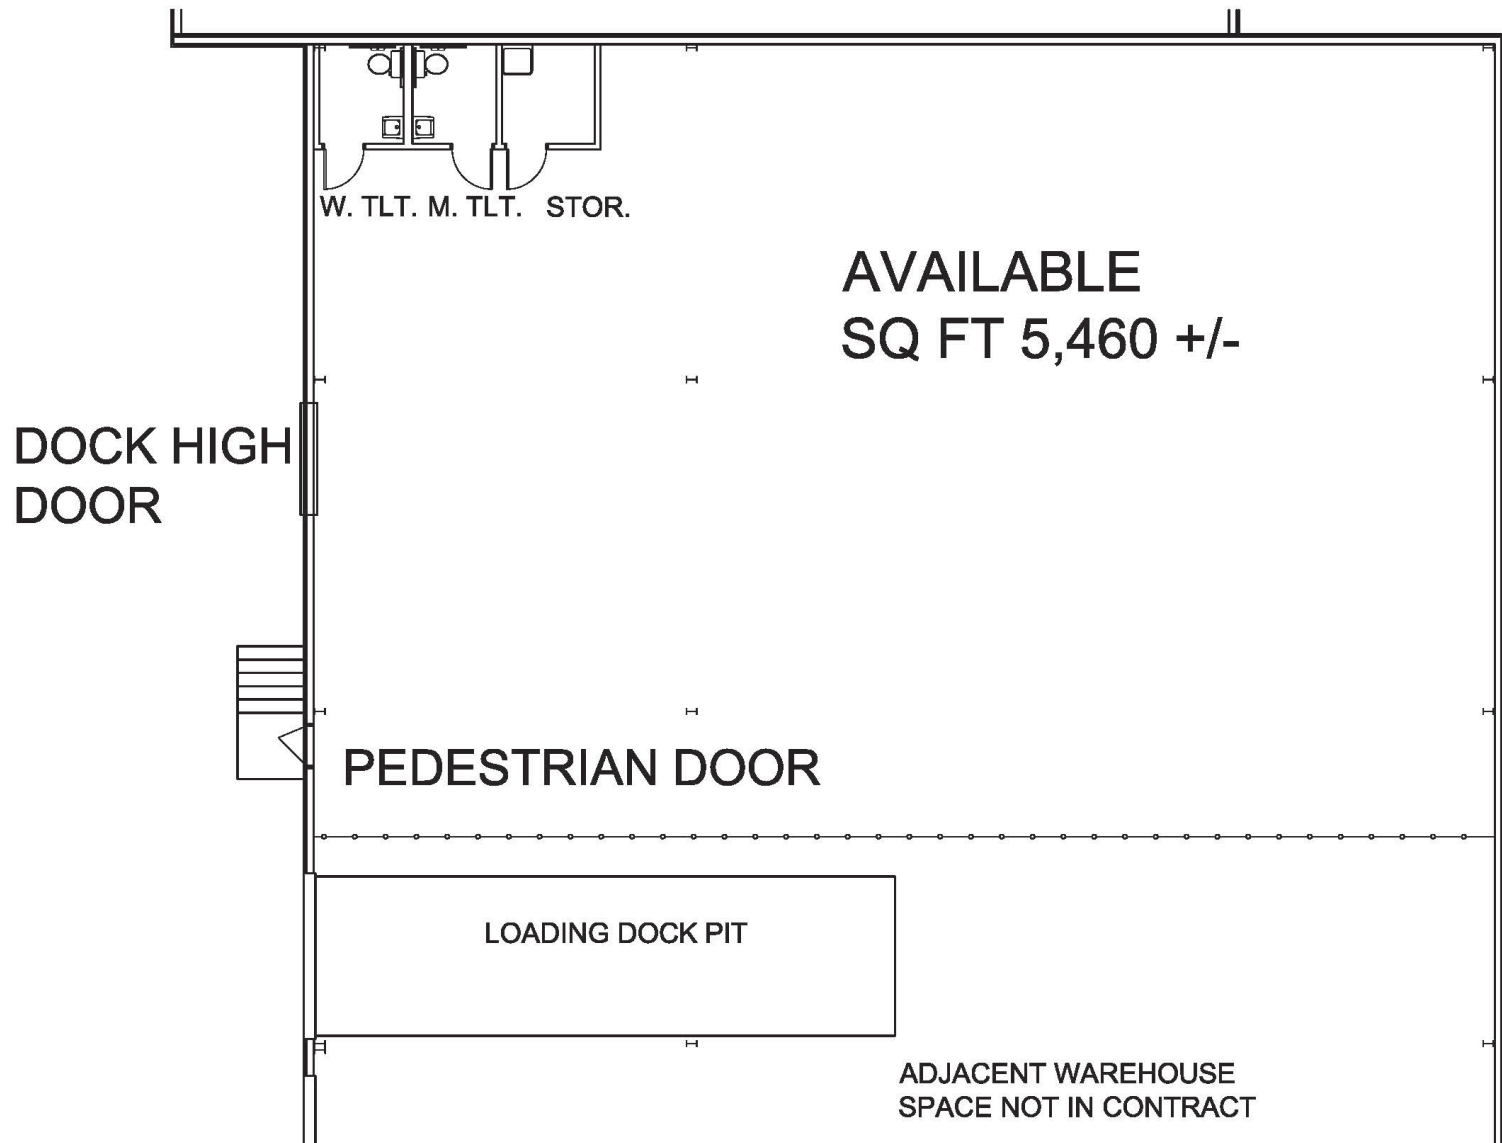 W. TLT. M. TLT. STOR.
AVAILABLE
SQ FT 5,460 +/-
DOCK HIGH
DOOR
PEDESTRIAN DOOR
LOADING DOCK PIT
ADJACENT WAREHOUSE
SPACE NOT IN CONTRACT